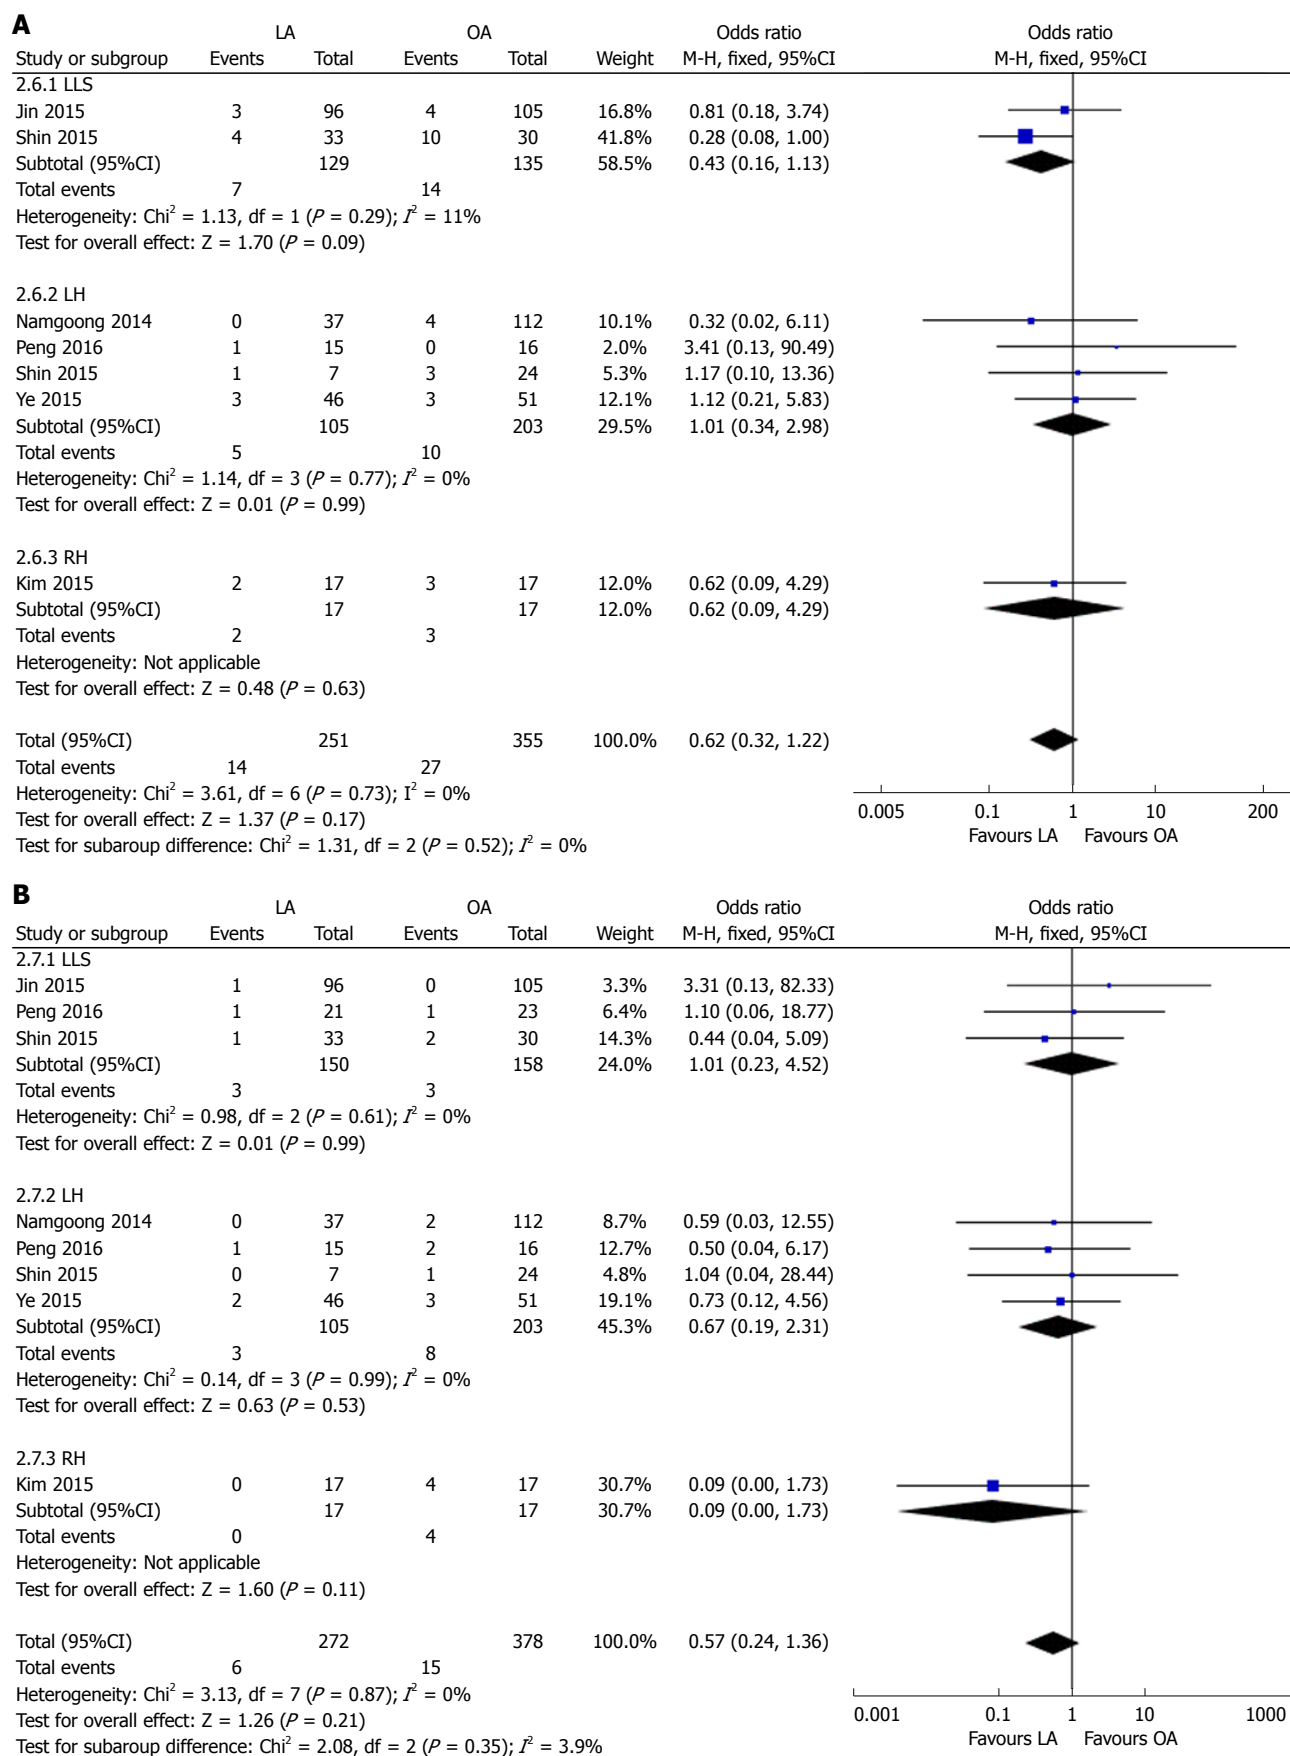 A
LA OA Odds ratio Odds ratio
Study or subgroup Events Total Events Total Weight M-H, fixed, 95%CI M-H, fixed, 95%CI
2.6.1 LLS
Jin 2015 3 96 4 105 16.8% 0.81 (0.18, 3.74)
Shin 2015 4 33 10 30 41.8% 0.28 (0.08, 1.00)
Subtotal (95%CI) 129 135 58.5% 0.43 (0.16, 1.13)
Total events 7 14
Heterogeneity: Chi² = 1.13, df = 1 (P = 0.29); I² = 11%
Test for overall effect: Z = 1.70 (P = 0.09)
2.6.2 LH
Namgoong 2014 0 37 4 112 10.1% 0.32 (0.02, 6.11)
Peng 2016 1 15 0 16 2.0% 3.41 (0.13, 90.49)
Shin 2015 1 7 3 24 5.3% 1.17 (0.10, 13.36)
Ye 2015 3 46 3 51 12.1% 1.12 (0.21, 5.83)
Subtotal (95%CI) 105 203 29.5% 1.01 (0.34, 2.98)
Total events 5 10
Heterogeneity: Chi² = 1.14, df = 3 (P = 0.77); I² = 0%
Test for overall effect: Z = 0.01 (P = 0.99)
2.6.3 RH
Kim 2015 2 17 3 17 12.0% 0.62 (0.09, 4.29)
Subtotal (95%CI) 17 17 12.0% 0.62 (0.09, 4.29)
Total events 2 3
Heterogeneity: Not applicable
Test for overall effect: Z = 0.48 (P = 0.63)
Total (95%CI) 251 355 100.0% 0.62 (0.32, 1.22)
Total events 14 27
Heterogeneity: Chi² = 3.61, df = 6 (P = 0.73); I² = 0%
Test for overall effect: Z = 1.37 (P = 0.17)
Test for subaroup difference: Chi² = 1.31, df = 2 (P = 0.52); I² = 0%
0.005 0.1 1 10 200
Favours LA Favours OA
B
LA OA Odds ratio Odds ratio
Study or subgroup Events Total Events Total Weight M-H, fixed, 95%CI M-H, fixed, 95%CI
2.7.1 LLS
Jin 2015 1 96 0 105 3.3% 3.31 (0.13, 82.33)
Peng 2016 1 21 1 23 6.4% 1.10 (0.06, 18.77)
Shin 2015 1 33 2 30 14.3% 0.44 (0.04, 5.09)
Subtotal (95%CI) 150 158 24.0% 1.01 (0.23, 4.52)
Total events 3 3
Heterogeneity: Chi² = 0.98, df = 2 (P = 0.61); I² = 0%
Test for overall effect: Z = 0.01 (P = 0.99)
2.7.2 LH
Namgoong 2014 0 37 2 112 8.7% 0.59 (0.03, 12.55)
Peng 2016 1 15 2 16 12.7% 0.50 (0.04, 6.17)
Shin 2015 0 7 1 24 4.8% 1.04 (0.04, 28.44)
Ye 2015 2 46 3 51 19.1% 0.73 (0.12, 4.56)
Subtotal (95%CI) 105 203 45.3% 0.67 (0.19, 2.31)
Total events 3 8
Heterogeneity: Chi² = 0.14, df = 3 (P = 0.99); I² = 0%
Test for overall effect: Z = 0.63 (P = 0.53)
2.7.3 RH
Kim 2015 0 17 4 17 30.7% 0.09 (0.00, 1.73)
Subtotal (95%CI) 17 17 30.7% 0.09 (0.00, 1.73)
Total events 0 4
Heterogeneity: Not applicable
Test for overall effect: Z = 1.60 (P = 0.11)
Total (95%CI) 272 378 100.0% 0.57 (0.24, 1.36)
Total events 6 15
Heterogeneity: Chi² = 3.13, df = 7 (P = 0.87); I² = 0%
Test for overall effect: Z = 1.26 (P = 0.21)
Test for subaroup difference: Chi² = 2.08, df = 2 (P = 0.35); I² = 3.9%
0.001 0.1 1 10 1000
Favours LA Favours OA